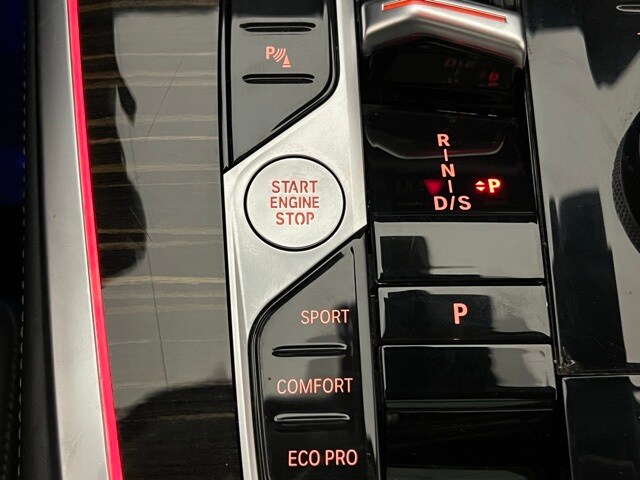 P
START
ENGINE
STOP
R
N
D/S
P
SPORT
P
COMFORT
ECO PRO